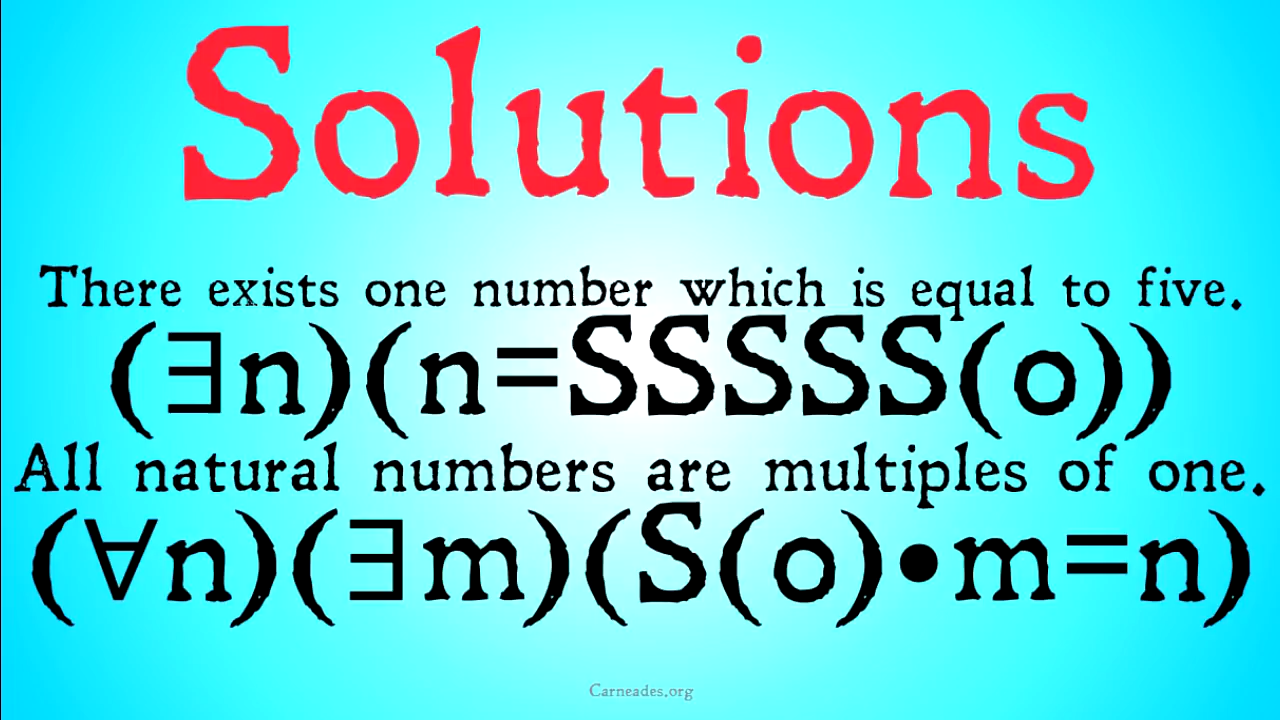 Solutions
There exists one number which is equal to five.
(∃n)(n=SSSSS(o))
All natural numbers are multiples of one.
(∀n)(∃m)(S(o)•m=n)
Carneades.org